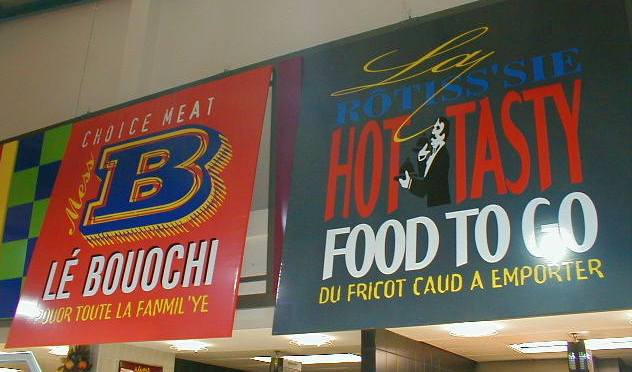 CHOICE MEAT
Mess
B
LÉ BOUOCHI
POUOR TOUTE LA FANMIL'YE
La
RÔTISS'SIE
HOT TASTY
FOOD TO GO
DU FRICOT CAUD A EMPORTER